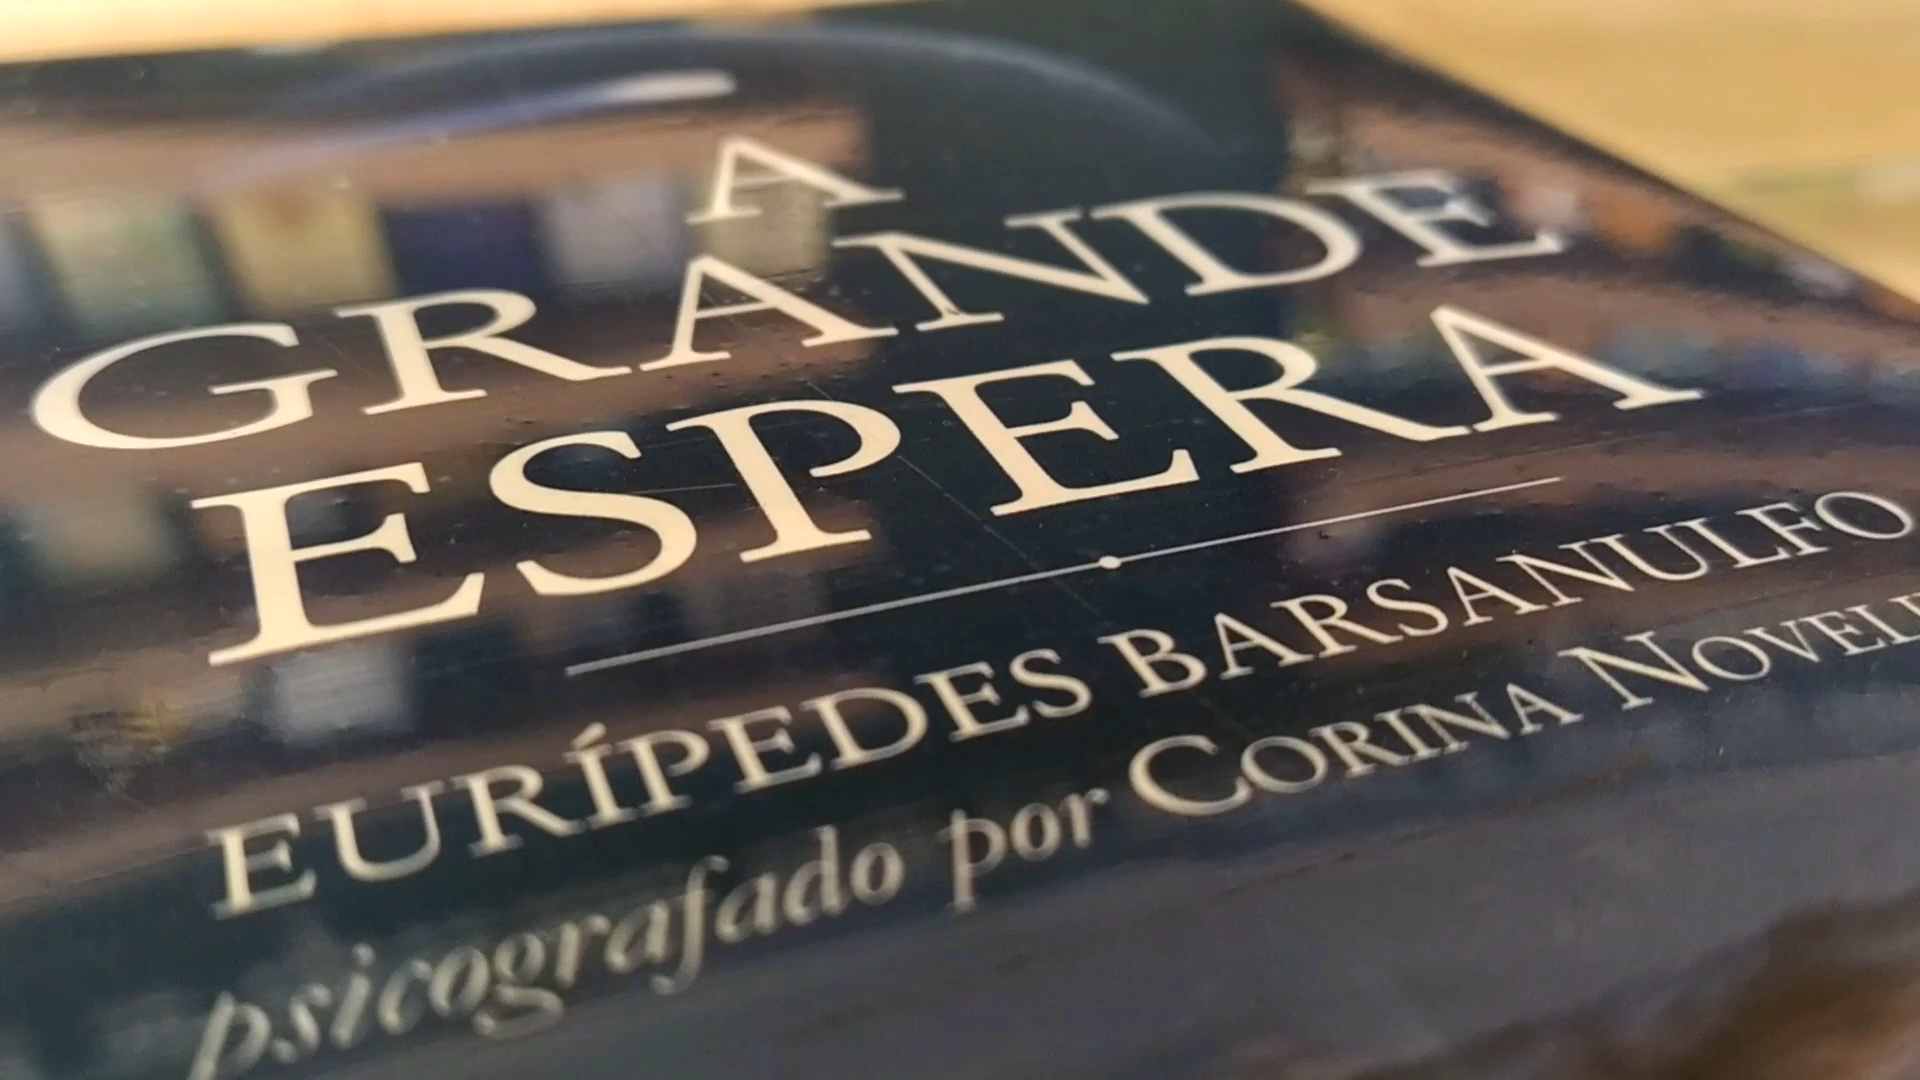 A
GRANDE
ESPERA
EURÍPEDES BARSANULFO
psicografado por CORINA